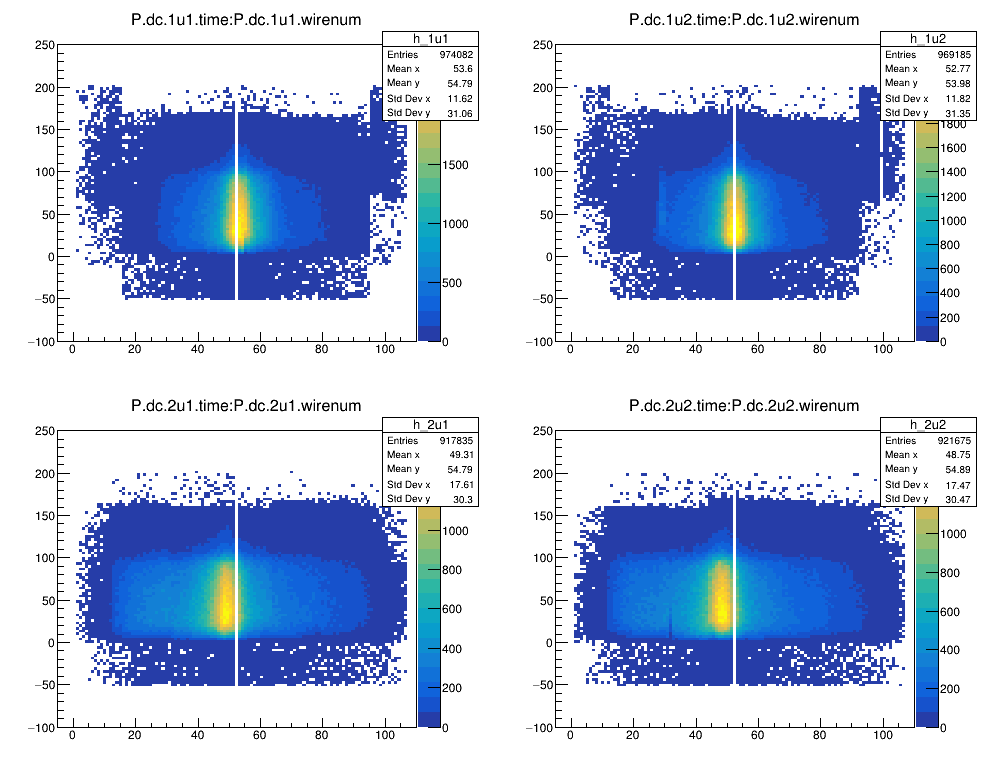 P.dc.1u1.time:P.dc.1u1.wirenum
h_1u1
Entries 974082
Mean x 53.6
Mean y 54.79
Std Dev x 11.62
Std Dev y 31.06
250
200
150
100
50
0
−50
−100
0 20 40 60 80 100
1500
1000
500
0
P.dc.1u2.time:P.dc.1u2.wirenum
h_1u2
Entries 969185
Mean x 52.77
Mean y 53.98
Std Dev x 11.82
Std Dev y 31.35
250
200
150
100
50
0
−50
−100
0 20 40 60 80 100
1800
1600
1400
1200
1000
800
600
400
200
0
P.dc.2u1.time:P.dc.2u1.wirenum
h_2u1
Entries 917835
Mean x 49.31
Mean y 54.79
Std Dev x 17.61
Std Dev y 30.3
250
200
150
100
50
0
−50
−100
0 20 40 60 80 100
1000
800
600
400
200
0
P.dc.2u2.time:P.dc.2u2.wirenum
h_2u2
Entries 921675
Mean x 48.75
Mean y 54.89
Std Dev x 17.47
Std Dev y 30.47
250
200
150
100
50
0
−50
−100
0 20 40 60 80 100
1000
800
600
400
200
0